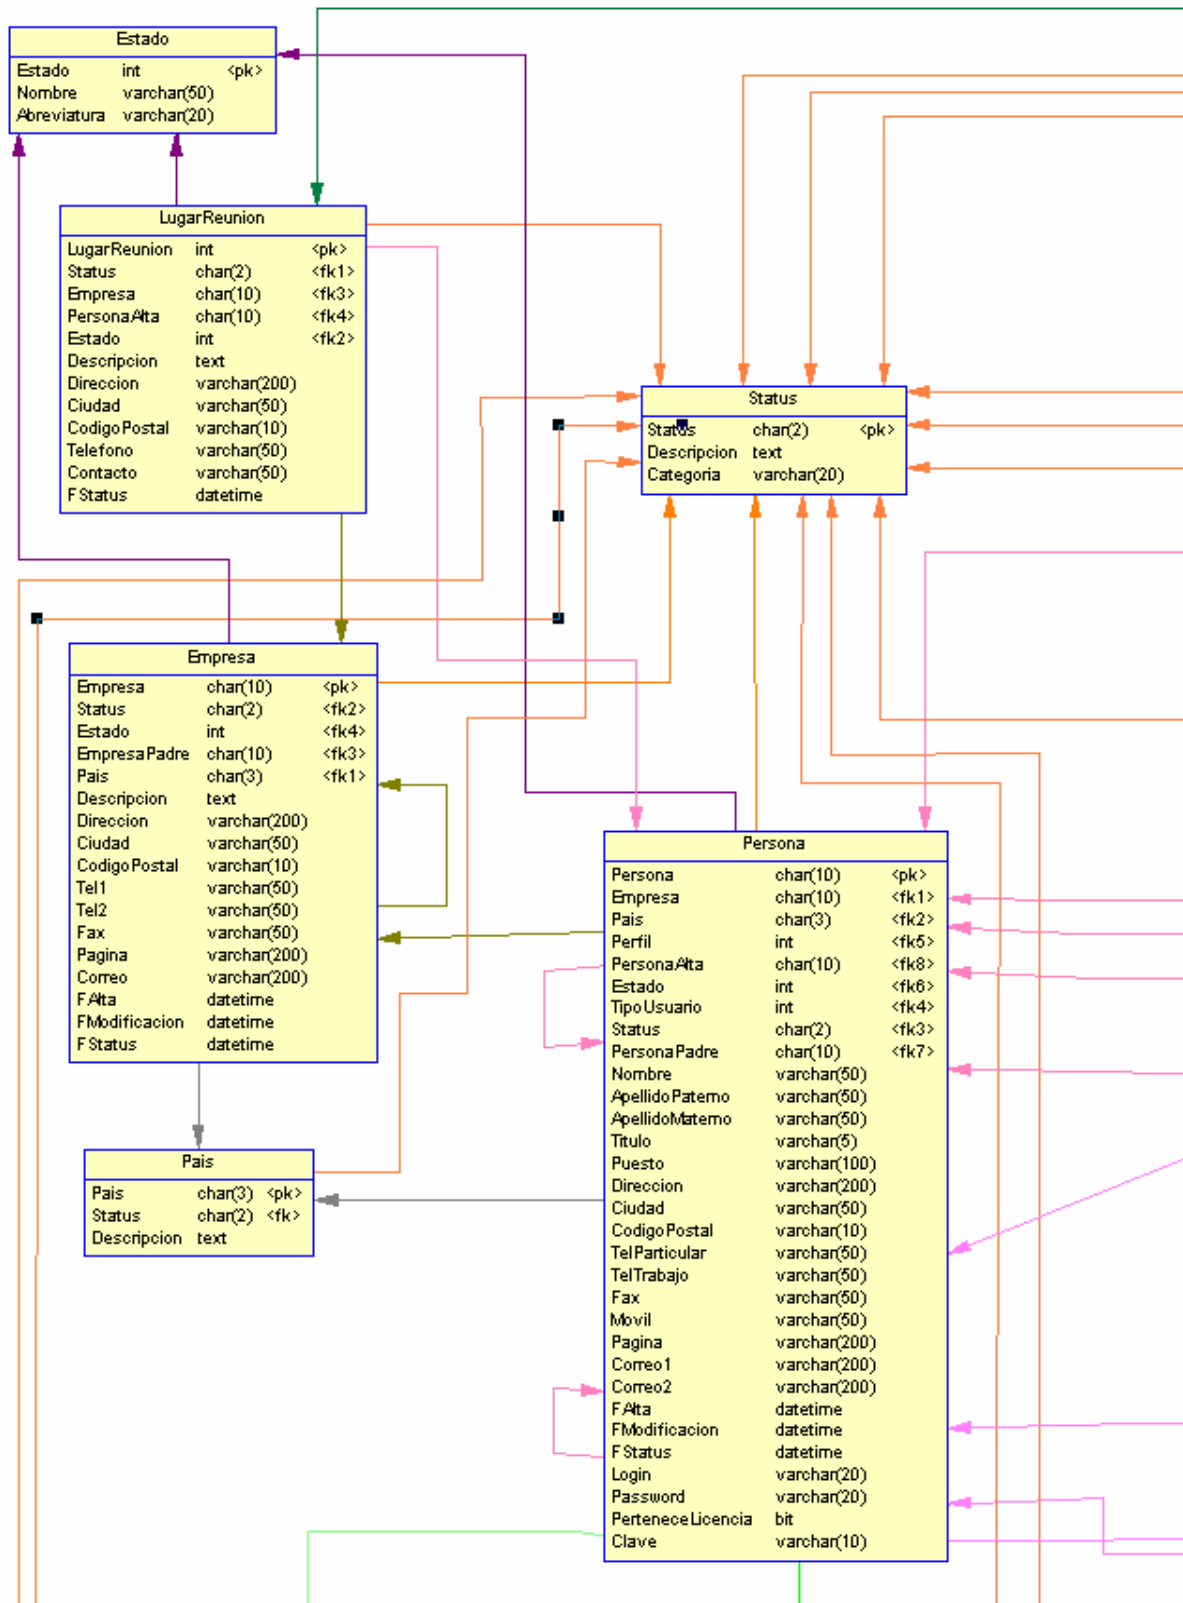 Estado
Estado int <pk>
Nombre varchar(50)
Abreviatura varchar(20)
LugarReunion
LugarReunion int <pk>
Status char(2) <fk1>
Empresa char(10) <fk3>
PersonaAlta char(10) <fk4>
Estado int <fk2>
Descripcion text
Direccion varchar(200)
Ciudad varchar(50)
CodigoPostal varchar(10)
Telefono varchar(50)
Contacto varchar(50)
FStatus datetime
Status
Status char(2) <pk>
Descripcion text
Categoria varchar(20)
Empresa
Empresa char(10) <pk>
Status char(2) <fk2>
Estado int <fk4>
EmpresaPadre char(10) <fk3>
Pais char(3) <fk1>
Descripcion text
Direccion varchar(200)
Ciudad varchar(50)
CodigoPostal varchar(10)
Tel1 varchar(50)
Tel2 varchar(50)
Fax varchar(50)
Pagina varchar(200)
Correo varchar(200)
FAlta datetime
FModificacion datetime
FStatus datetime
Pais
Pais char(3) <pk>
Status char(2) <fk>
Descripcion text
Persona
Persona char(10) <pk>
Empresa char(10) <fk1>
Pais char(3) <fk2>
Perfil int <fk5>
PersonaAlta char(10) <fk8>
Estado int <fk6>
TipoUsuario int <fk4>
Status char(2) <fk3>
PersonaPadre char(10) <fk7>
Nombre varchar(50)
ApellidoPaterno varchar(50)
ApellidoMaterno varchar(50)
Titulo varchar(5)
Puesto varchar(100)
Direccion varchar(200)
Ciudad varchar(50)
CodigoPostal varchar(10)
TelParticular varchar(50)
TelTrabajo varchar(50)
Fax varchar(50)
Movil varchar(50)
Pagina varchar(200)
Correo1 varchar(200)
Correo2 varchar(200)
FAlta datetime
FModificacion datetime
FStatus datetime
Login varchar(20)
Password varchar(20)
PerteneceLicencia bit
Clave varchar(10)